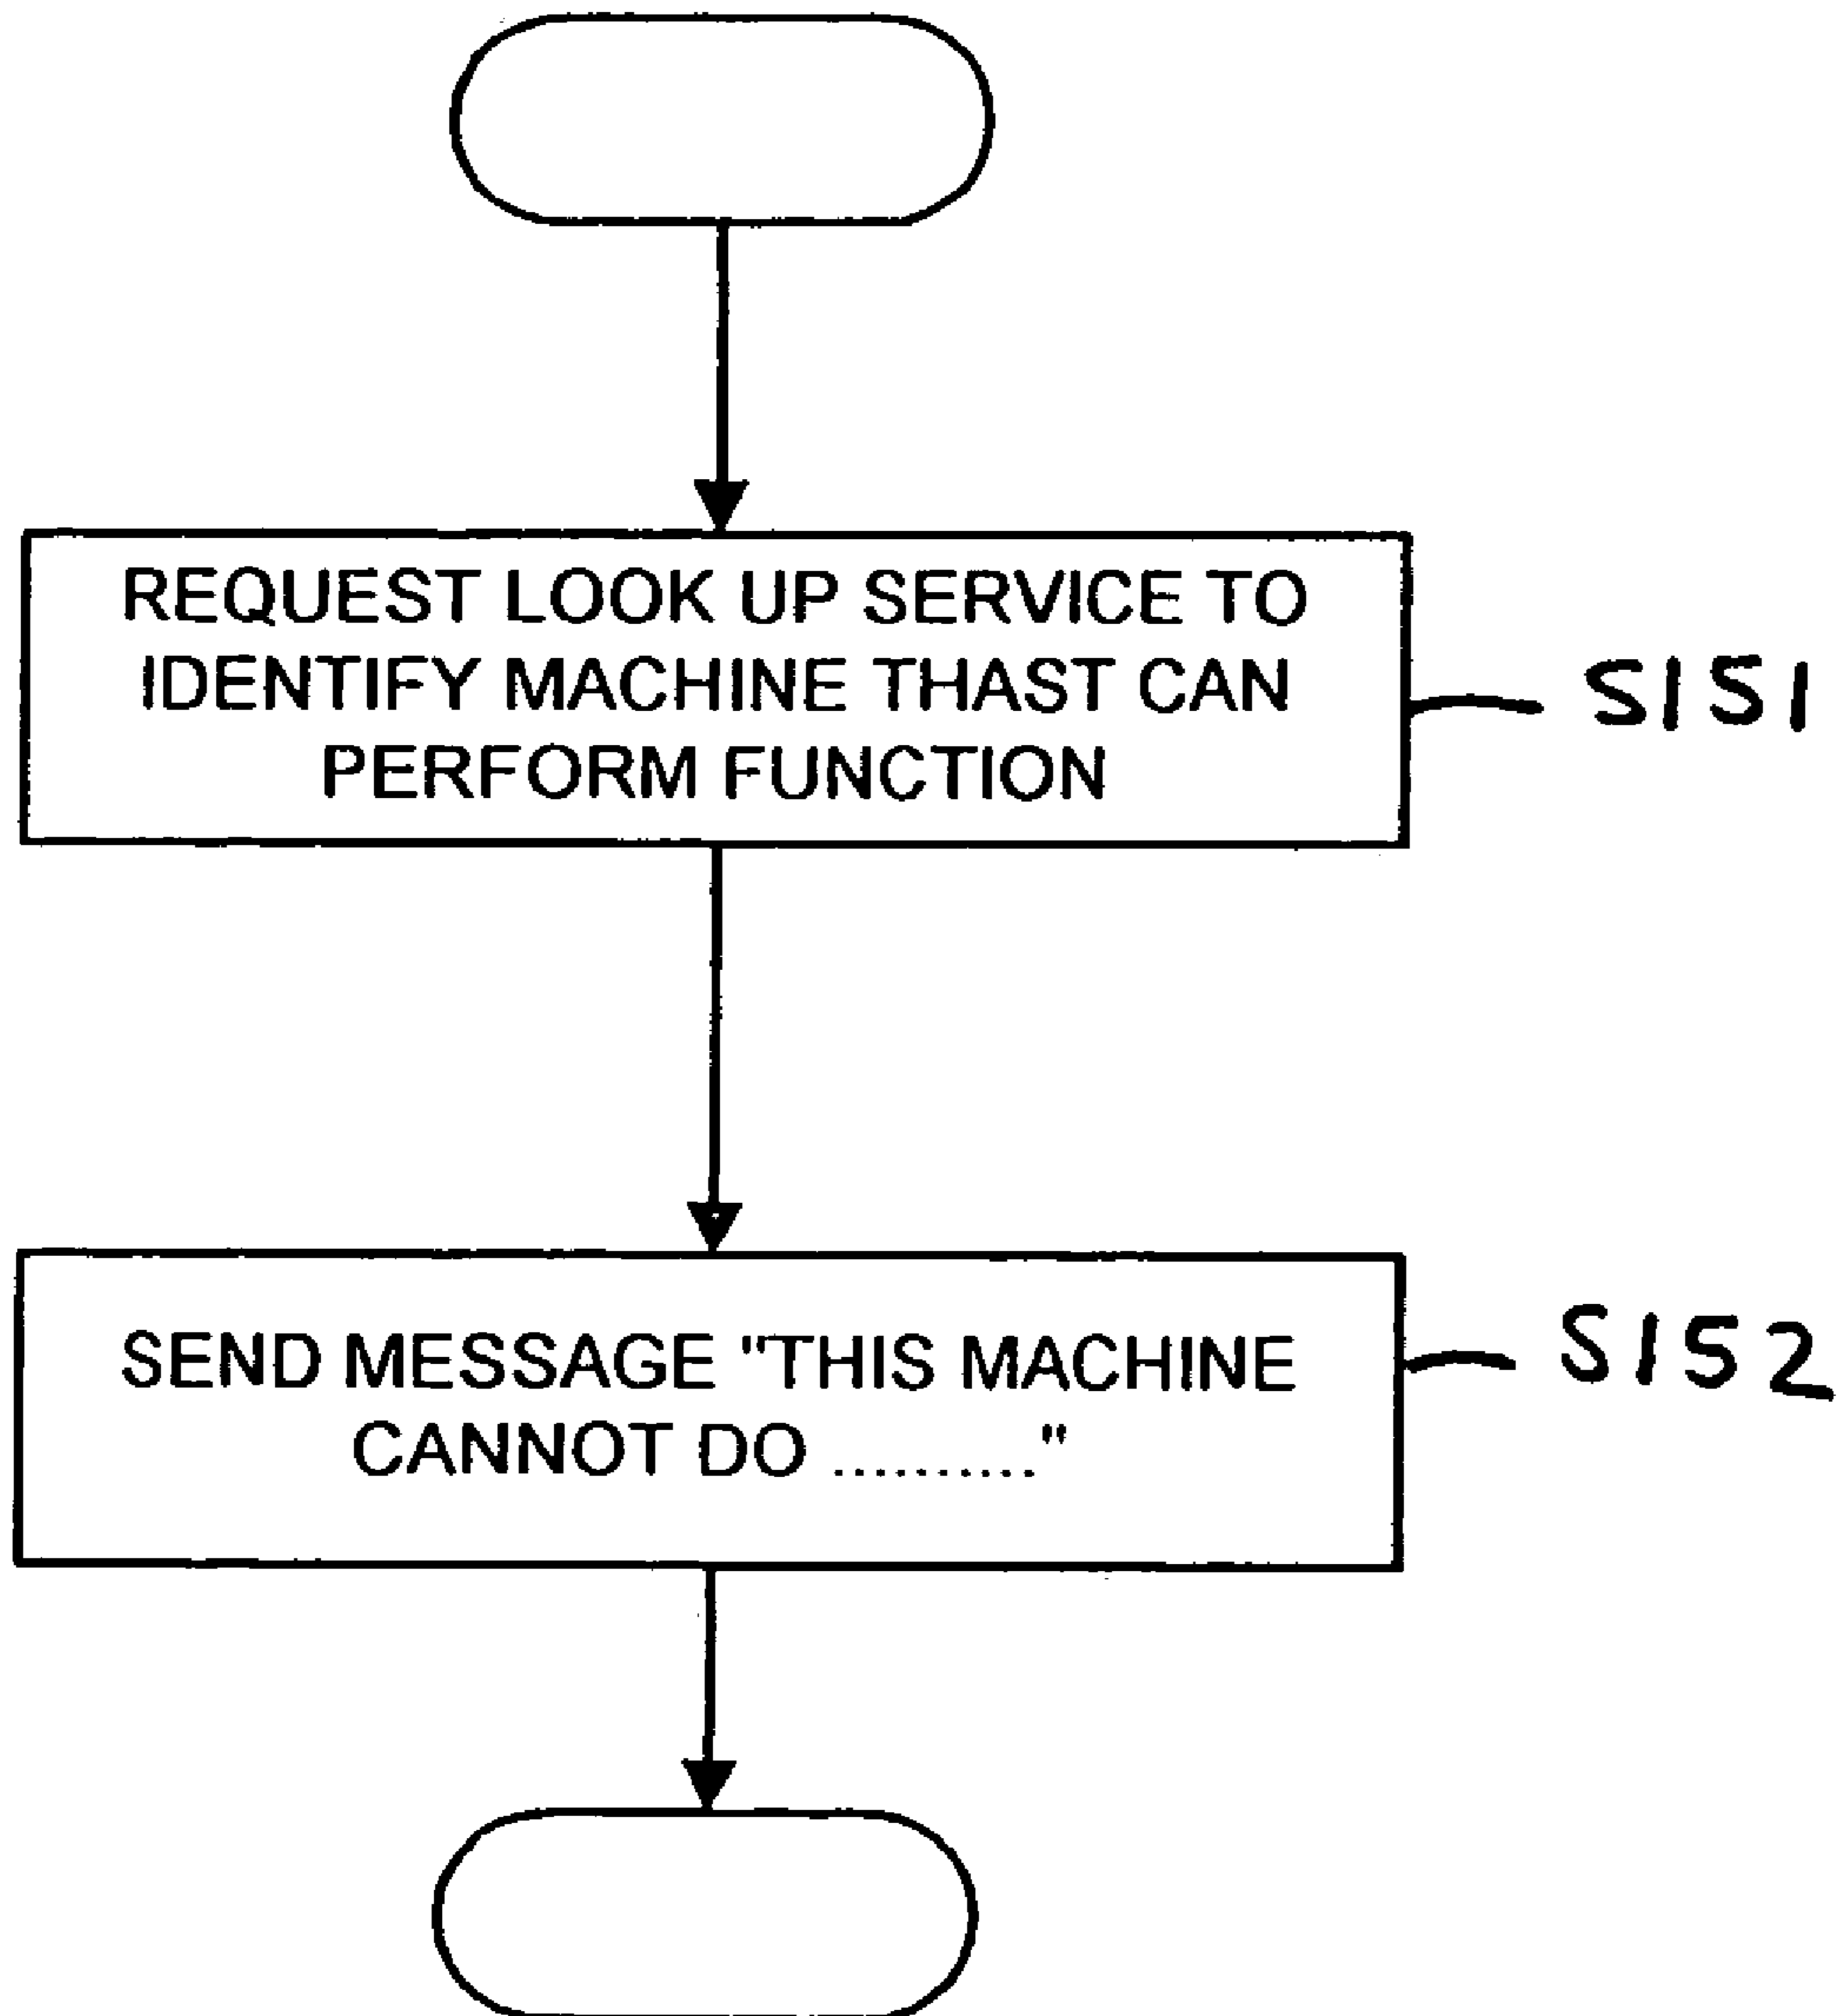 REQUEST LOOK UP SERVICE TO
IDENTIFY MACHINE THAST CAN
PERFORM FUNCTION
S151
SEND MESSAGE "THIS MACHINE
CANNOT DO .......... "
S152